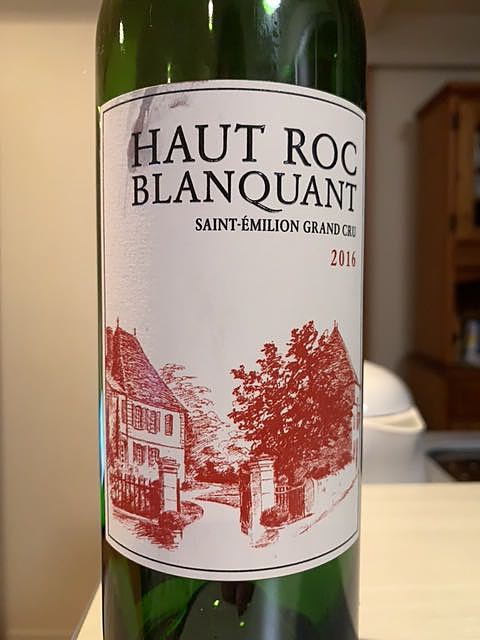 HAUT ROC
BLANQUANT
SAINT-ÉMILION GRAND CRU
2016